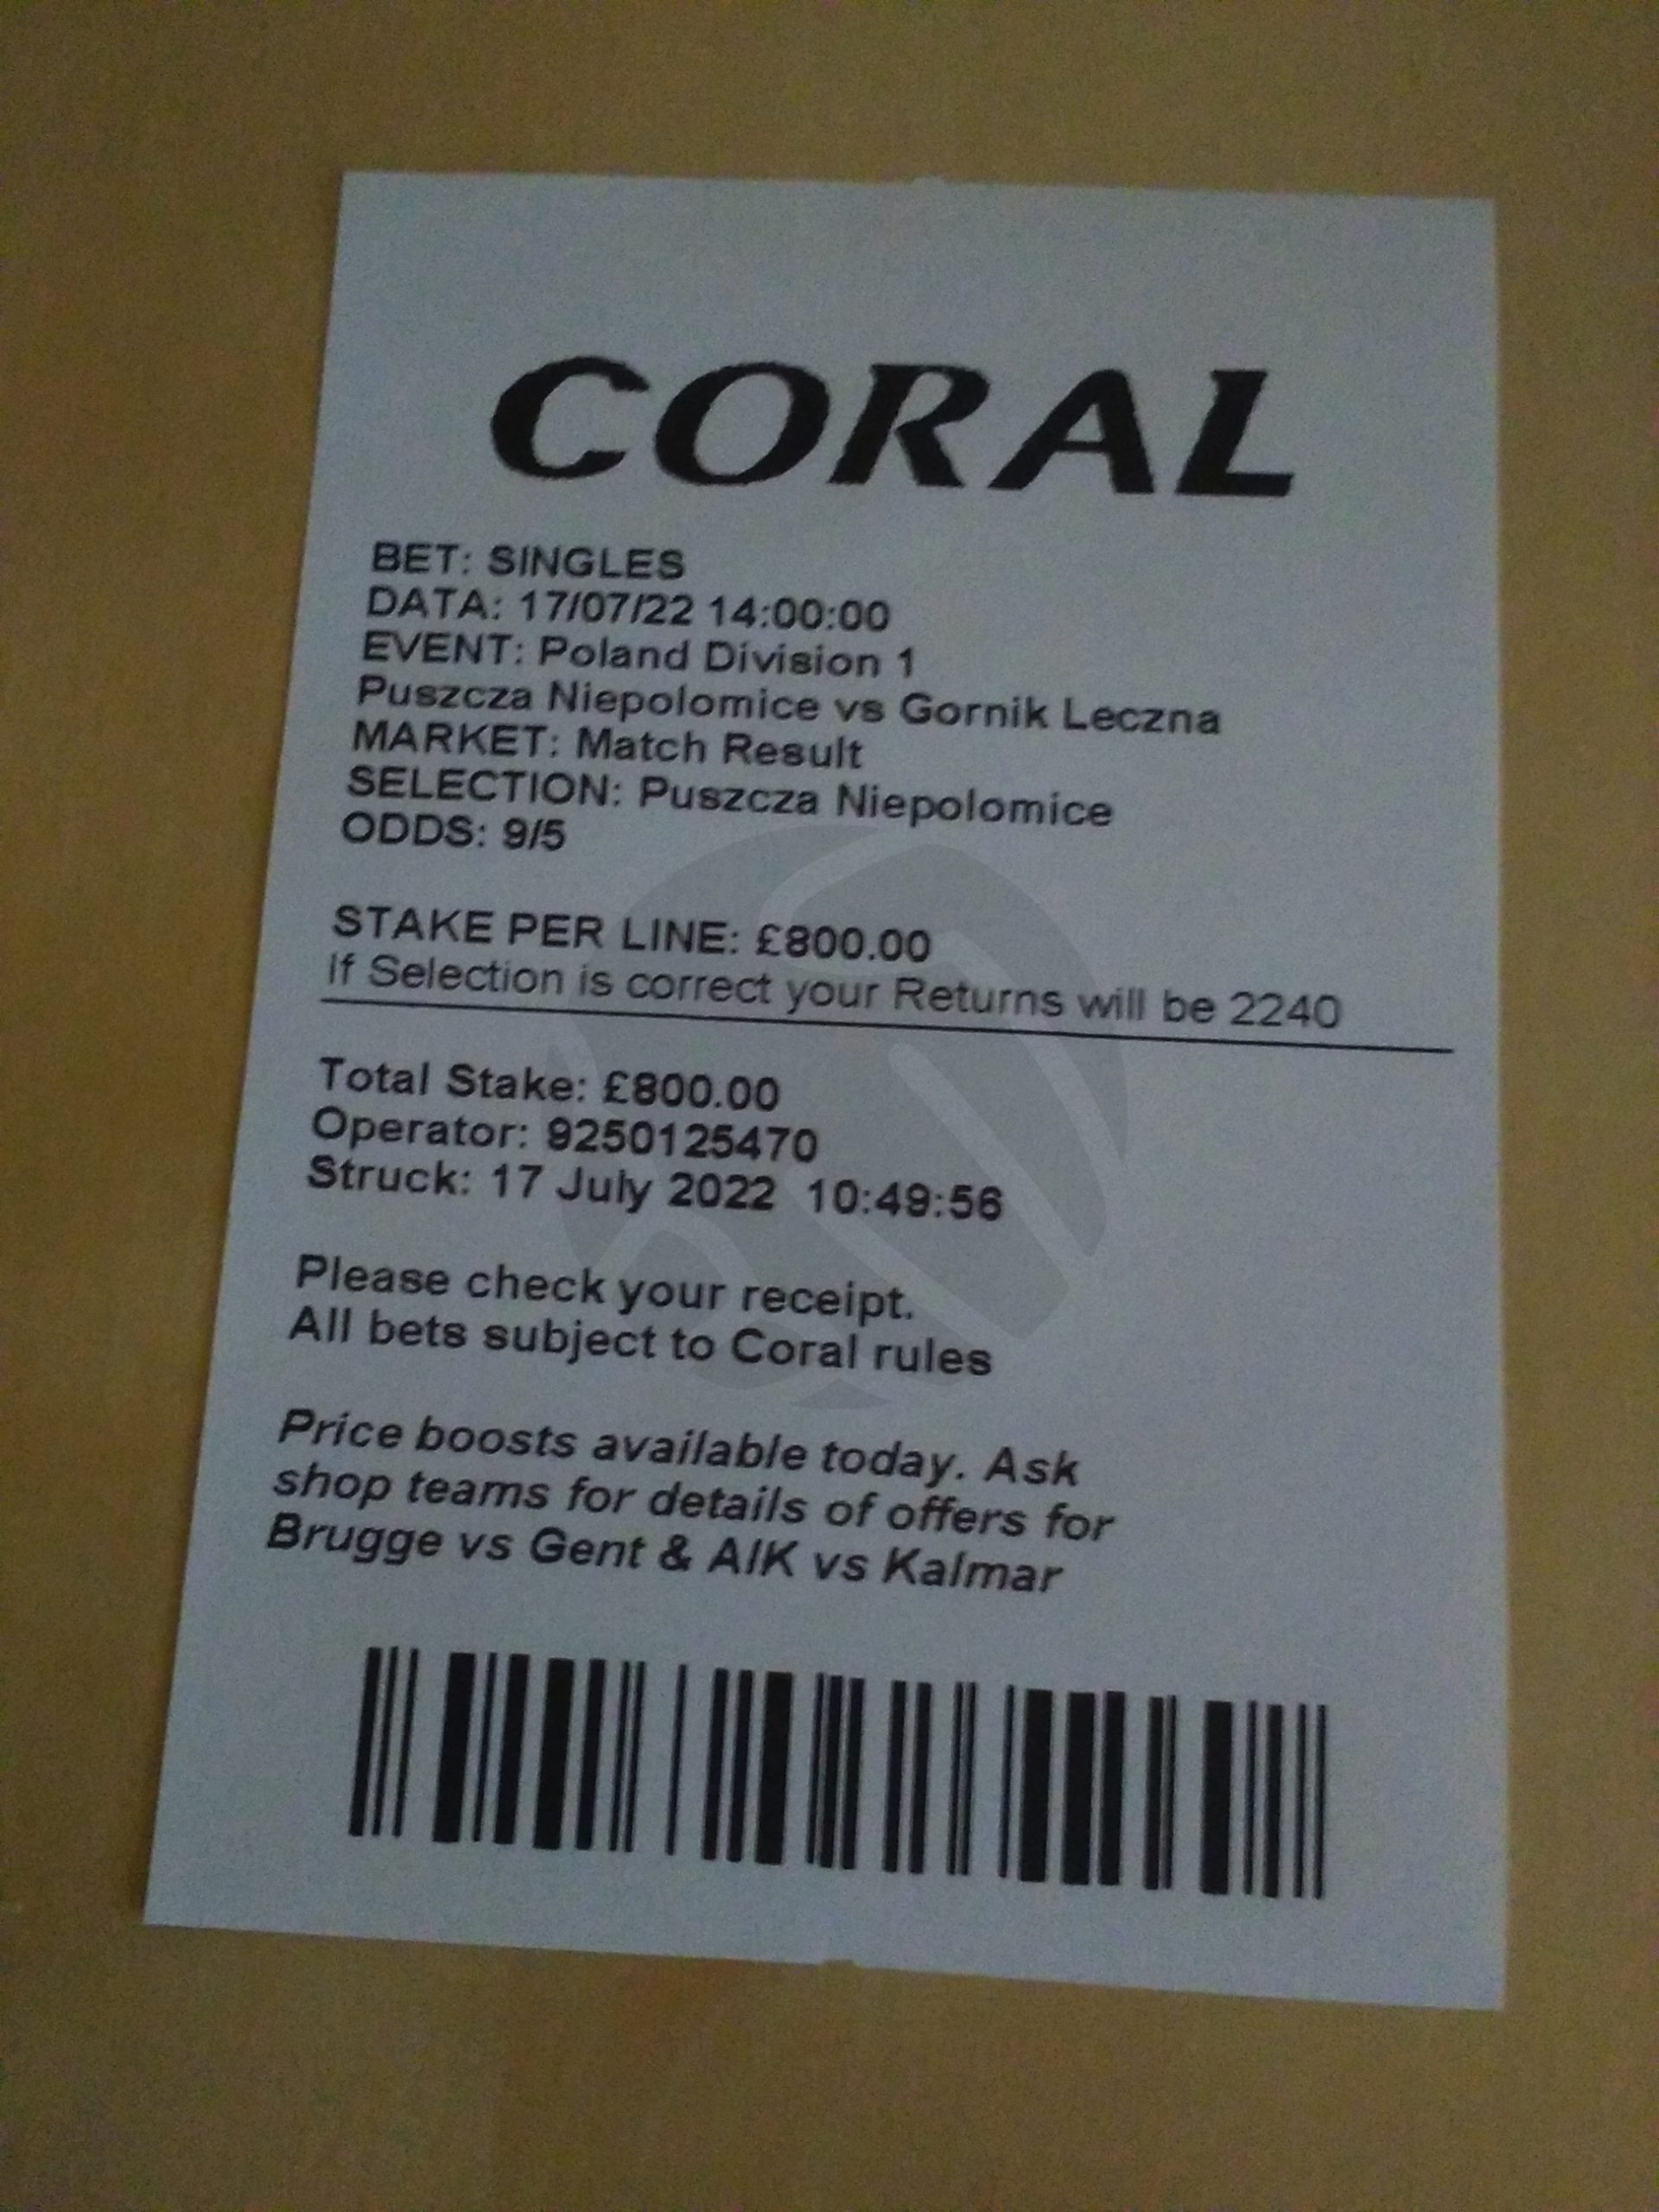 CORAL
BET: SINGLES
DATA: 17/07/22 14:00:00
EVENT: Poland Division 1
Puszcza Niepolomice vs Gornik Leczna
MARKET: Match Result
SELECTION: Puszcza Niepolomice
ODDS: 9/5
STAKE PER LINE: £800.00
If Selection is correct your Returns will be 2240
Total Stake: £800.00
Operator: 9250125470
Struck: 17 July 2022 10:49:56
Please check your receipt.
All bets subject to Coral rules
Price boosts available today. Ask
shop teams for details of offers for
Brugge vs Gent & AIK vs Kalmar